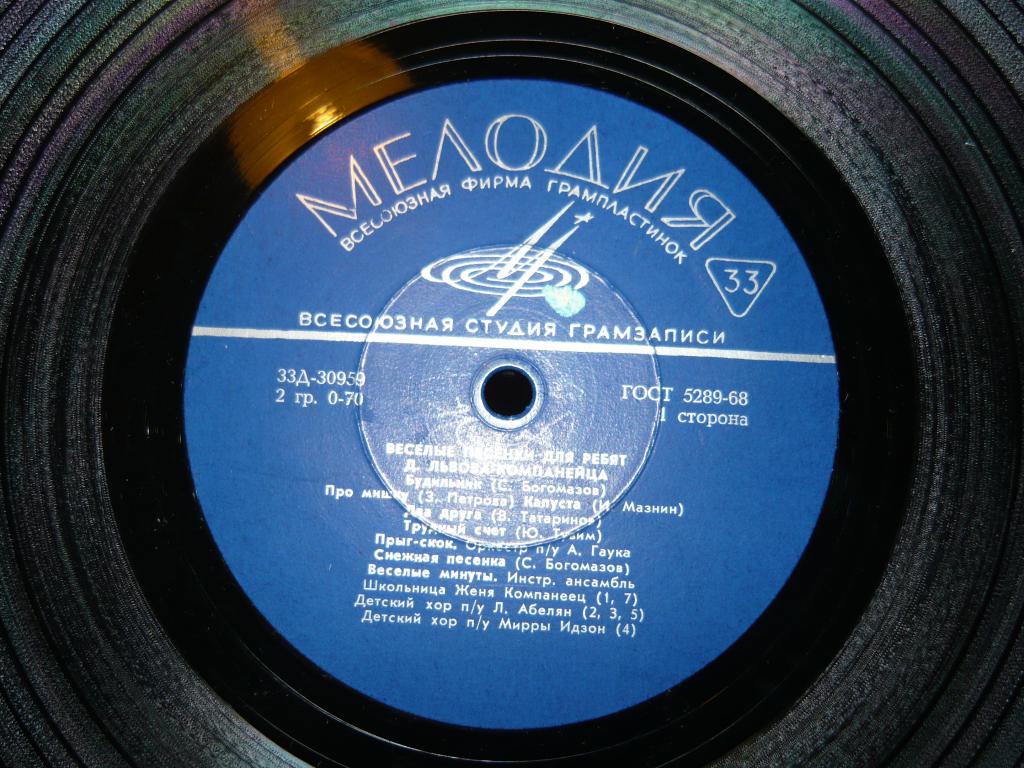 МЕЛОДИЯ
ВСЕСОЮЗНАЯ ФИРМА ГРАМПЛАСТИНОК
33
ВСЕСОЮЗНАЯ СТУДИЯ ГРАМЗАПИСИ
33Д-30959
2 гр. 0-70
ГОСТ 5289-68
1 сторона
ВЕСЕЛЫЕ ПЕСЕНКИ ДЛЯ РЕБЯТ
Д. ЛЬВОВА-КОМПАНЕЙЦА
Будильник (С. Богомазов)
Про мишку (З. Петрова) Капуста (И. Мазнин)
Два друга (В. Татаринов)
Трудный счет (Ю. Тувим)
Прыг-скок. Оркестр п/у А. Гаука
Снежная песенка (С. Богомазов)
Веселые минуты. Инстр. ансамбль
Школьница Женя Компанеец (1, 7)
Детский хор п/у Л. Абелян (2, 3, 5)
Детский хор п/у Мирры Идзон (4)